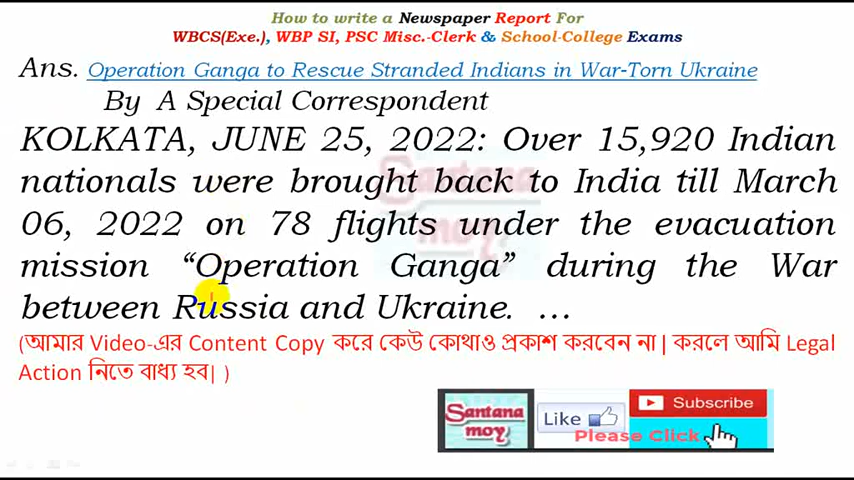 How to write a Newspaper Report For
WBCS(Exe.), WBP SI, PSC Misc.-Clerk & School-College Exams
Ans. Operation Ganga to Rescue Stranded Indians in War-Torn Ukraine
By A Special Correspondent
KOLKATA, JUNE 25, 2022: Over 15,920 Indian
nationals were brought back to India till March
06, 2022 on 78 flights under the evacuation
mission “Operation Ganga” during the War
between Russia and Ukraine. ...
(আমার Video-এর Content Copy করে কেউ কোথাও প্রকাশ করবেন না| করলে আমি Legal
Action নিতে বাধ্য হব| )
Santana
moy
Like
Subscribe
Please Click
Santana
moy